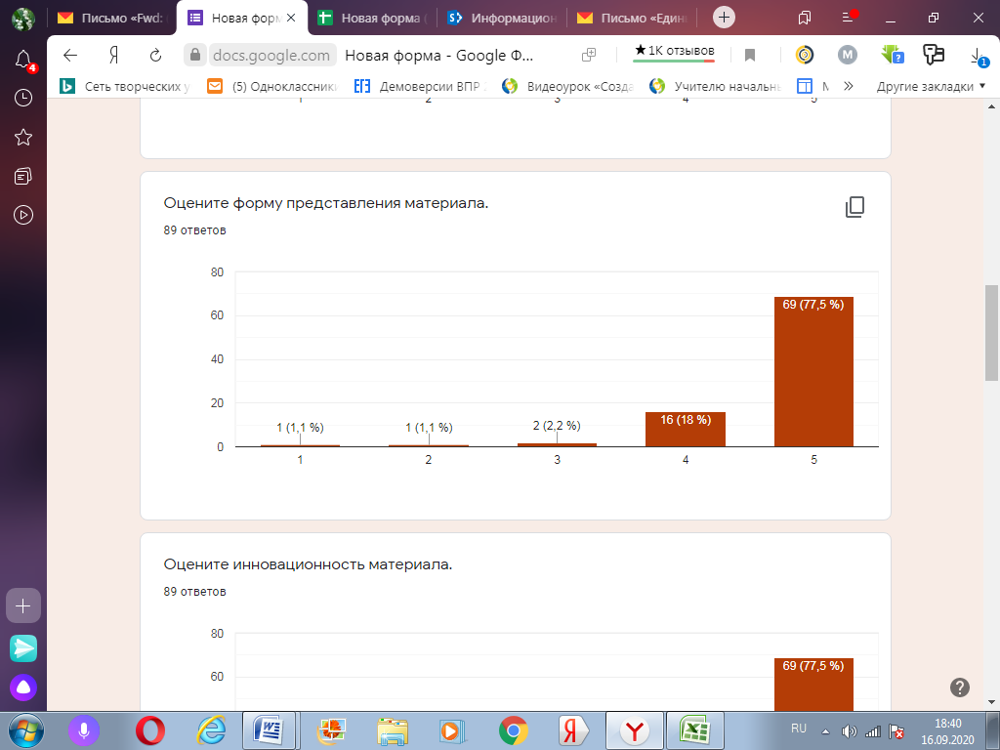 Письмо «Fwd:
Новая форм
Новая форма (
Информацион
Письмо «Един
docs.google.com
Новая форма - Google Ф...
★1К отзывов
4
M
?
1
Сеть творческих у
(5) Одноклассники
Демоверсии ВПР
Видеоурок «Созда
Учителю начальн
Другие закладки
1
2
3
4
5
Оцените форму представления материала.
89 ответов
80
60
40
20
0
1 (1,1 %)
1 (1,1 %)
2 (2,2 %)
16 (18 %)
69 (77,5 %)
1
2
3
4
5
Оцените инновационность материала.
89 ответов
80
60
69 (77,5 %)
?
RU
18:40
16.09.2020